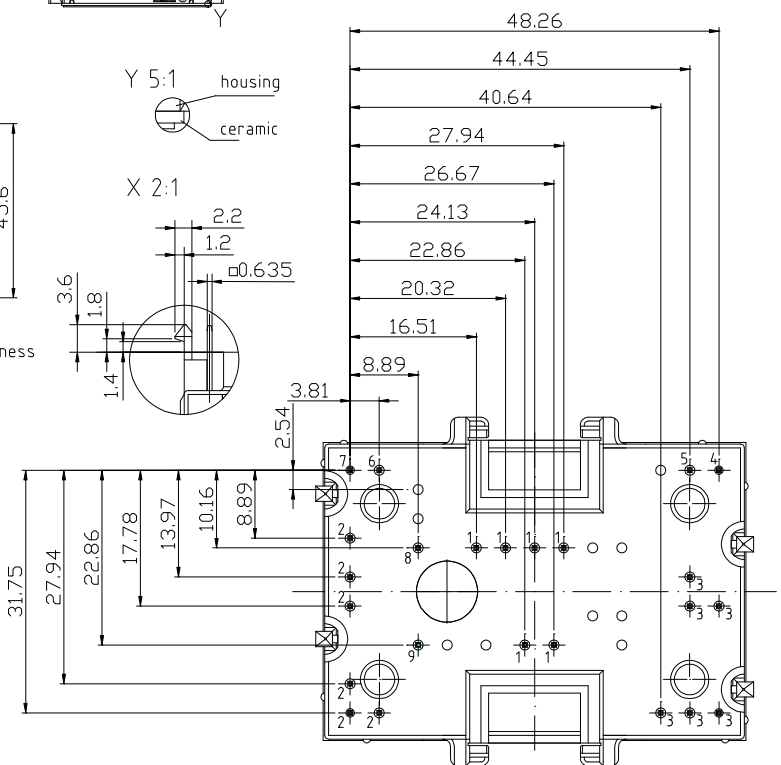 Y
48.26
44.45
Y 5:1
housing
40.64
ceramic
27.94
26.67
X 2:1
24.13
2.2
1.2
22.86
□0.635
20.32
3.6
1.8
16.51
ness
8.89
1.4
3.81
2.54
7 6 5 4
31.75
27.94
22.86
17.78
13.97
10.16
8.89
2
8 1 1 1 1
2 3
2 3 3
9 1 1
2
2 2 3 3 3